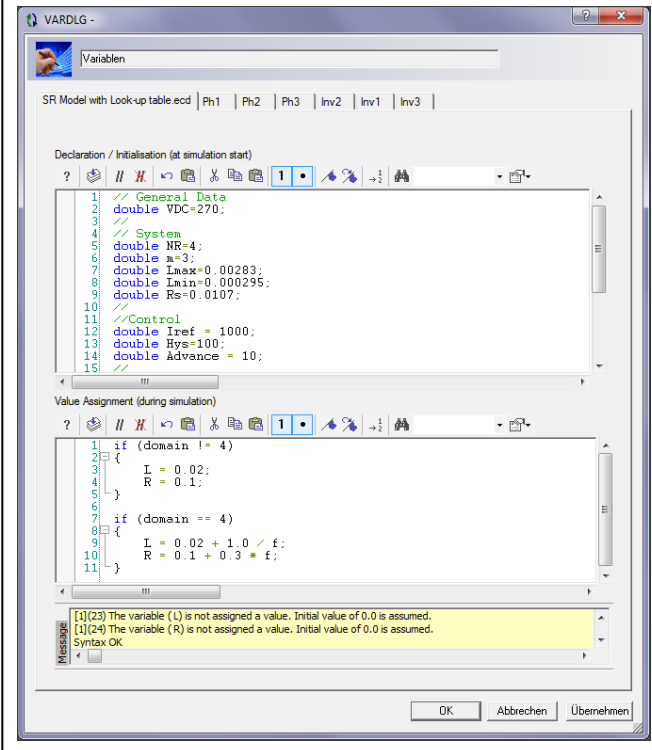 VARDLG -
Variablen
SR Model with Look-up table.ecd Ph1 Ph2 Ph3 Inv2 Inv1 Inv3
Declaration / Initialisation (at simulation start)
1 // General Data
2 double VDC=270;
3 //
4 // System
5 double NR=4;
6 double m=3;
7 double Lmax=0.00283;
8 double Lmin=0.000295;
9 double Rs=0.0107;
10 //
11 //Control
12 double Iref = 1000;
13 double Hys=100;
14 double Advance = 10;
15 //
Value Assignment (during simulation)
1 if (domain != 4)
2 {
3 L = 0.02;
4 R = 0.1;
5 }
6
7 if (domain == 4)
8 {
9 L = 0.02 + 1.0 / f;
10 R = 0.1 + 0.3 * f;
11 }
Message
[1](23) The variable (L) is not assigned a value. Initial value of 0.0 is assumed.
[1](24) The variable (R) is not assigned a value. Initial value of 0.0 is assumed.
Syntax OK
OK Abbrechen Übernehmen